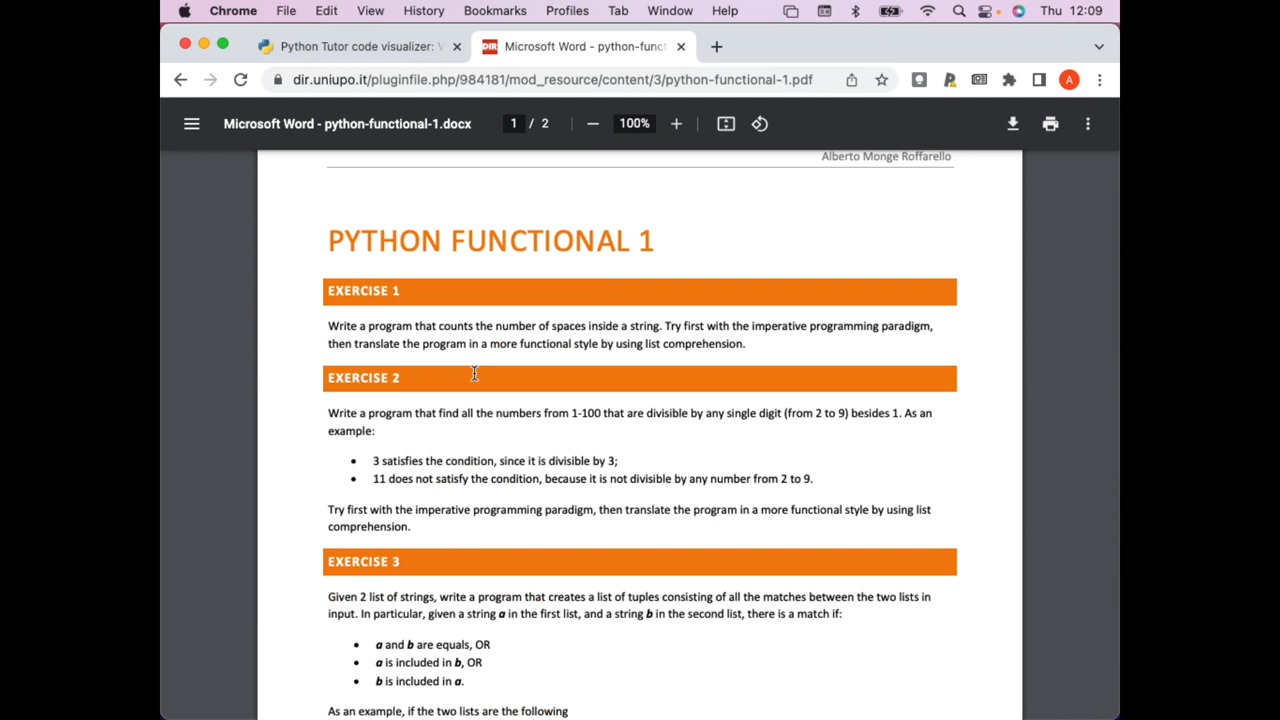 Chrome File Edit View History Bookmarks Profiles Tab Window Help Thu 12:09
Python Tutor code visualizer: V
DIR Microsoft Word - python-funct
dir.uniupo.it/pluginfile.php/984181/mod_resource/content/3/python-functional-1.pdf A
Microsoft Word - python-functional-1.docx 1 / 2 100%
Alberto Monge Roffarello
PYTHON FUNCTIONAL 1
EXERCISE 1
Write a program that counts the number of spaces inside a string. Try first with the imperative programming paradigm,
then translate the program in a more functional style by using list comprehension.
EXERCISE 2
Write a program that find all the numbers from 1-100 that are divisible by any single digit (from 2 to 9) besides 1. As an
example:
• 3 satisfies the condition, since it is divisible by 3;
• 11 does not satisfy the condition, because it is not divisible by any number from 2 to 9.
Try first with the imperative programming paradigm, then translate the program in a more functional style by using list
comprehension.
EXERCISE 3
Given 2 list of strings, write a program that creates a list of tuples consisting of all the matches between the two lists in
input. In particular, given a string a in the first list, and a string b in the second list, there is a match if:
• a and b are equals, OR
• a is included in b, OR
• b is included in a.
As an example, if the two lists are the following